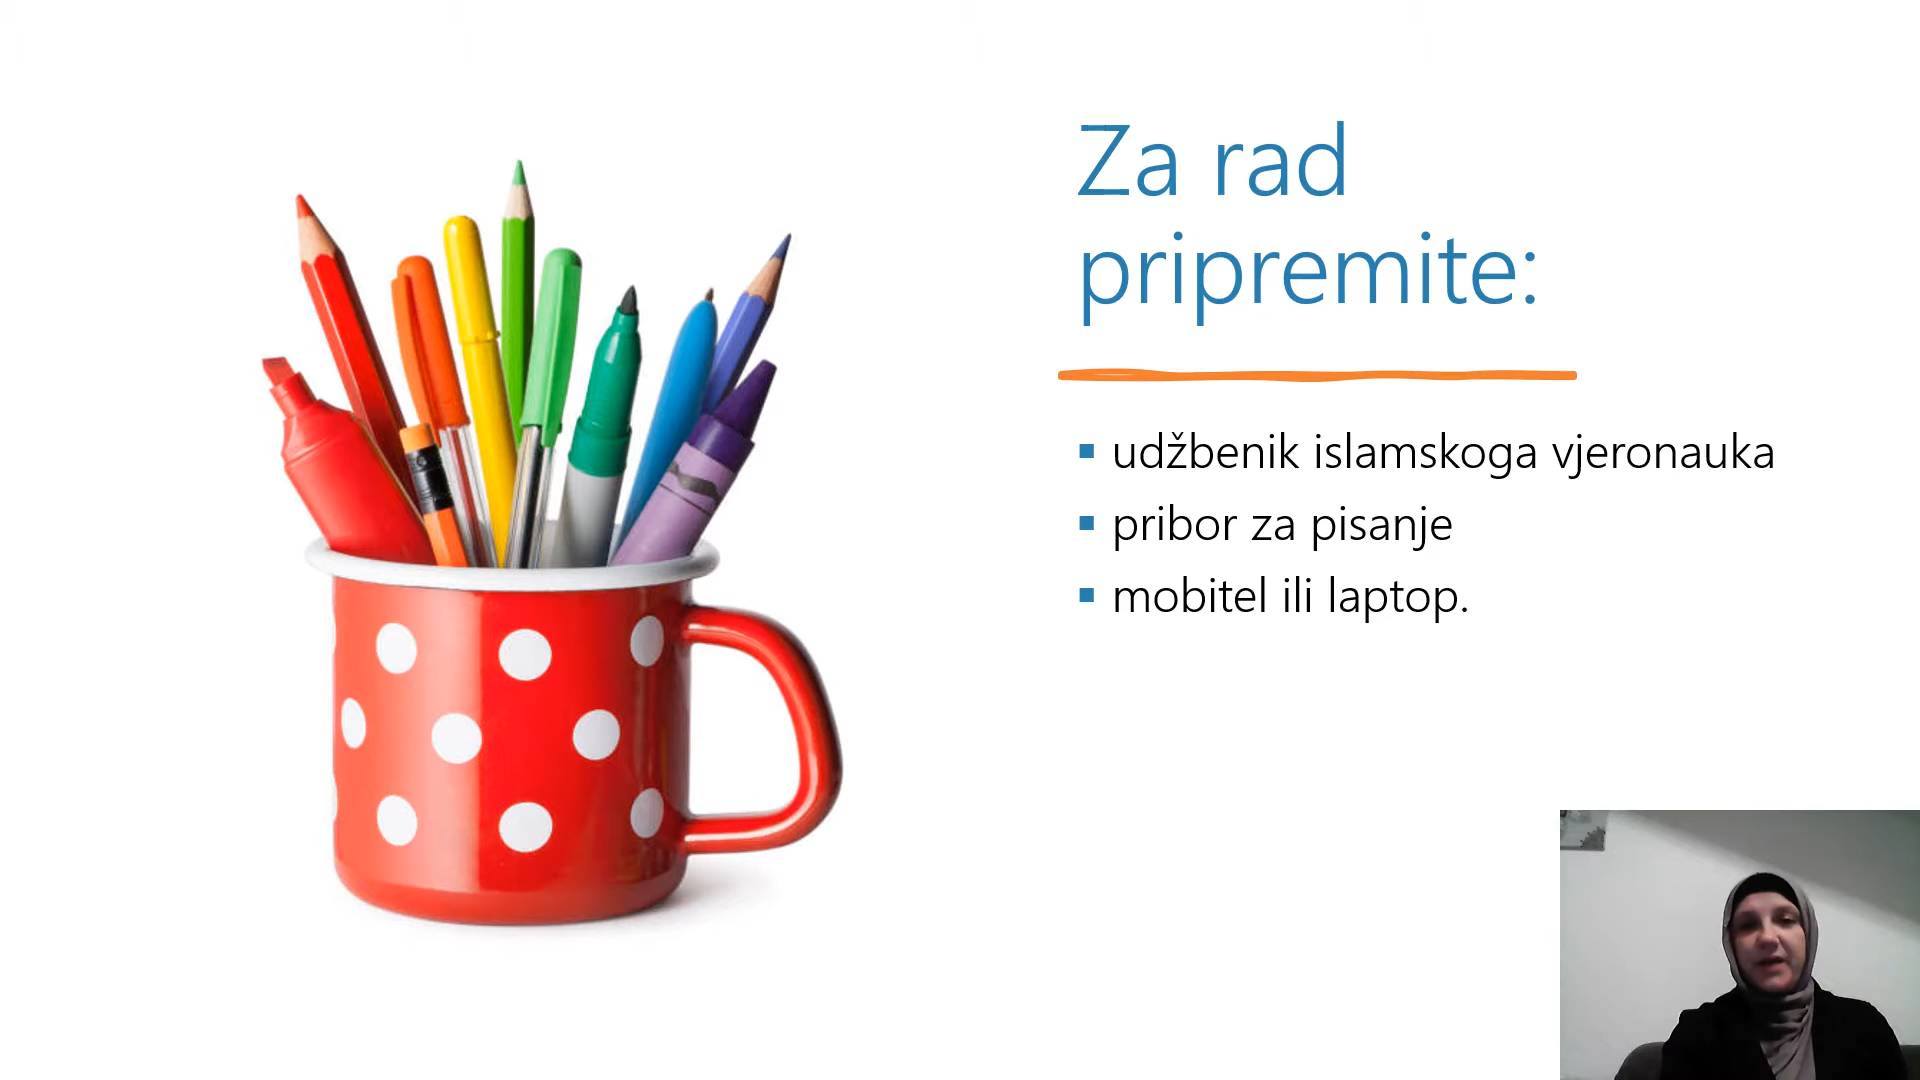 Za rad
pripremite:
udžbenik islamskoga vjeronauka
pribor za pisanje
mobitel ili laptop.